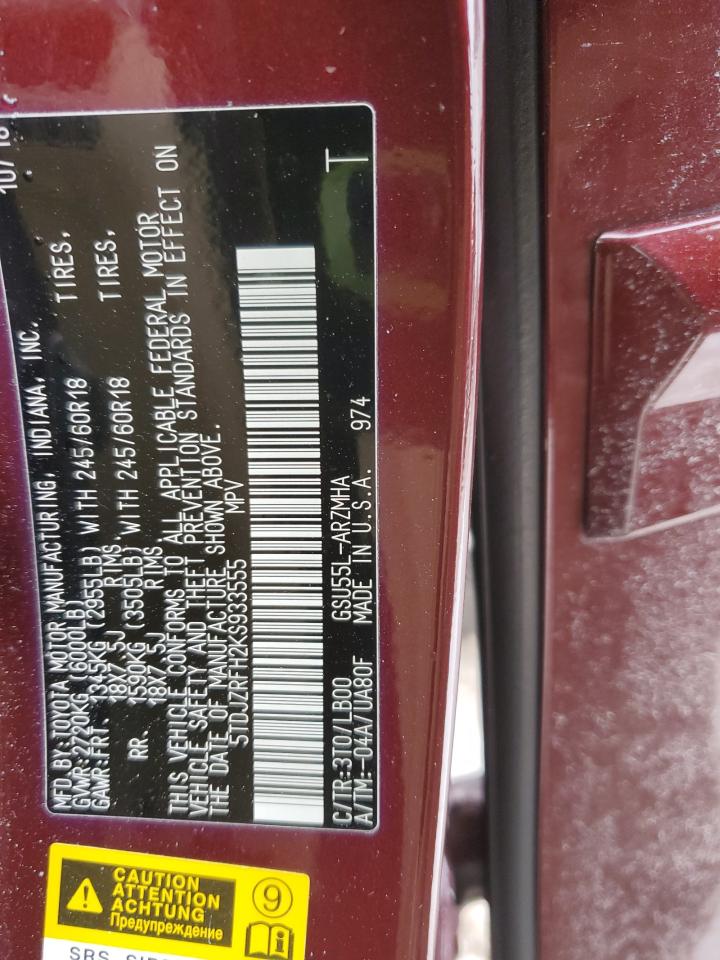 MFD. BY: TOYOTA MOTOR MANUFACTURING, INDIANA, INC. 10/18
GVWR: 2720KG (6000LB)
GAWR: FRT. 1345KG (2955LB) WITH 245/60R18 TIRES,
18X7.5J RIMS,
RR. 1590KG (3505LB) WITH 245/60R18 TIRES,
18X7.5J RIMS
THIS VEHICLE CONFORMS TO ALL APPLICABLE FEDERAL MOTOR
VEHICLE SAFETY AND THEFT PREVENTION STANDARDS IN EFFECT ON
THE DATE OF MANUFACTURE SHOWN ABOVE.
5TDJZRFH2KS933555 MPV
C/TR: 3T0/LB00 GSU55L-ARZMHA T
A/TM: -04A/UA80F MADE IN U.S.A. 974
CAUTION
ATTENTION
ACHTUNG
Предупреждение
9
SRS